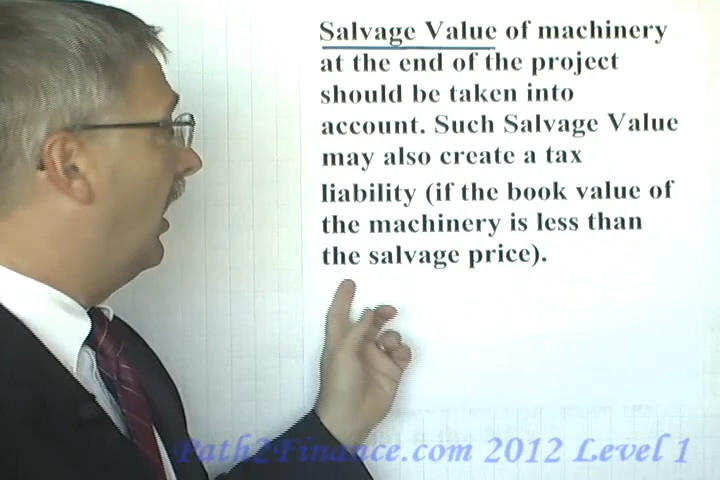 Salvage Value of machinery
at the end of the project
should be taken into
account. Such Salvage Value
may also create a tax
liability (if the book value of
the machinery is less than
the salvage price).
Path2Finance.com 2012 Level 1